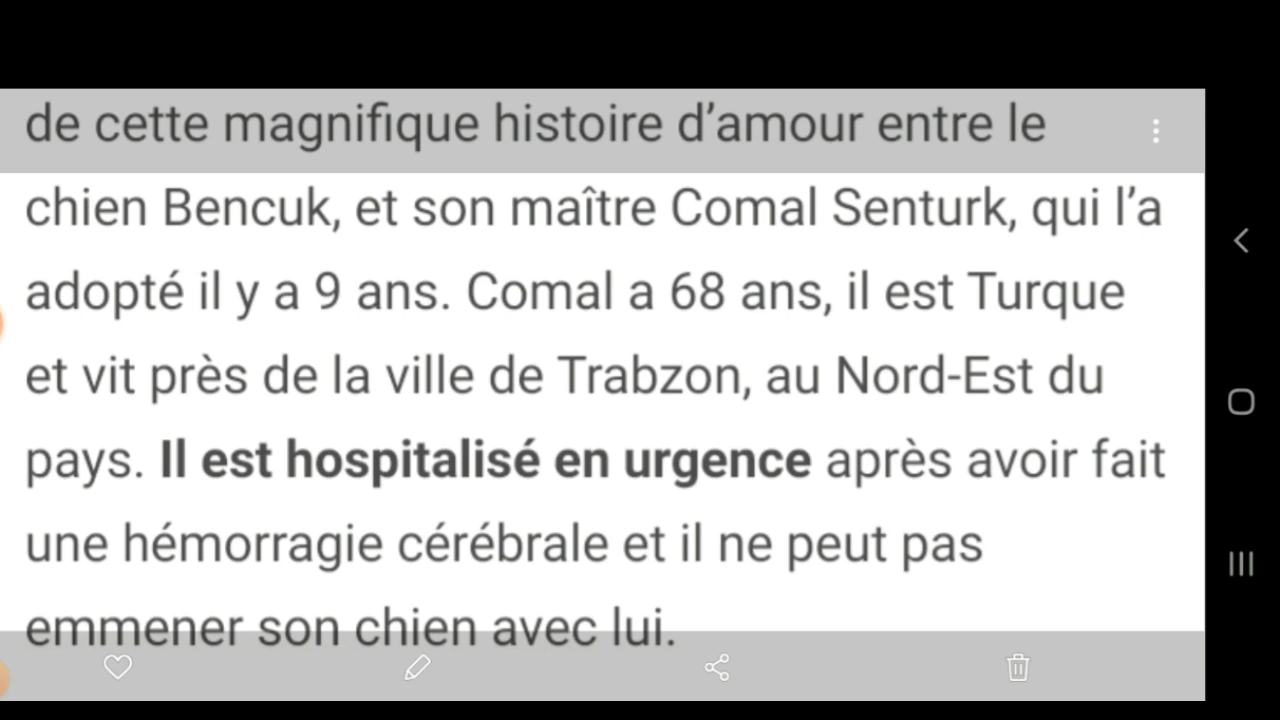 de cette magnifique histoire d’amour entre le
chien Bencuk, et son maître Comal Senturk, qui l’a
adopté il y a 9 ans. Comal a 68 ans, il est Turque
et vit près de la ville de Trabzon, au Nord-Est du
pays. Il est hospitalisé en urgence après avoir fait
une hémorragie cérébrale et il ne peut pas
emmener son chien avec lui.